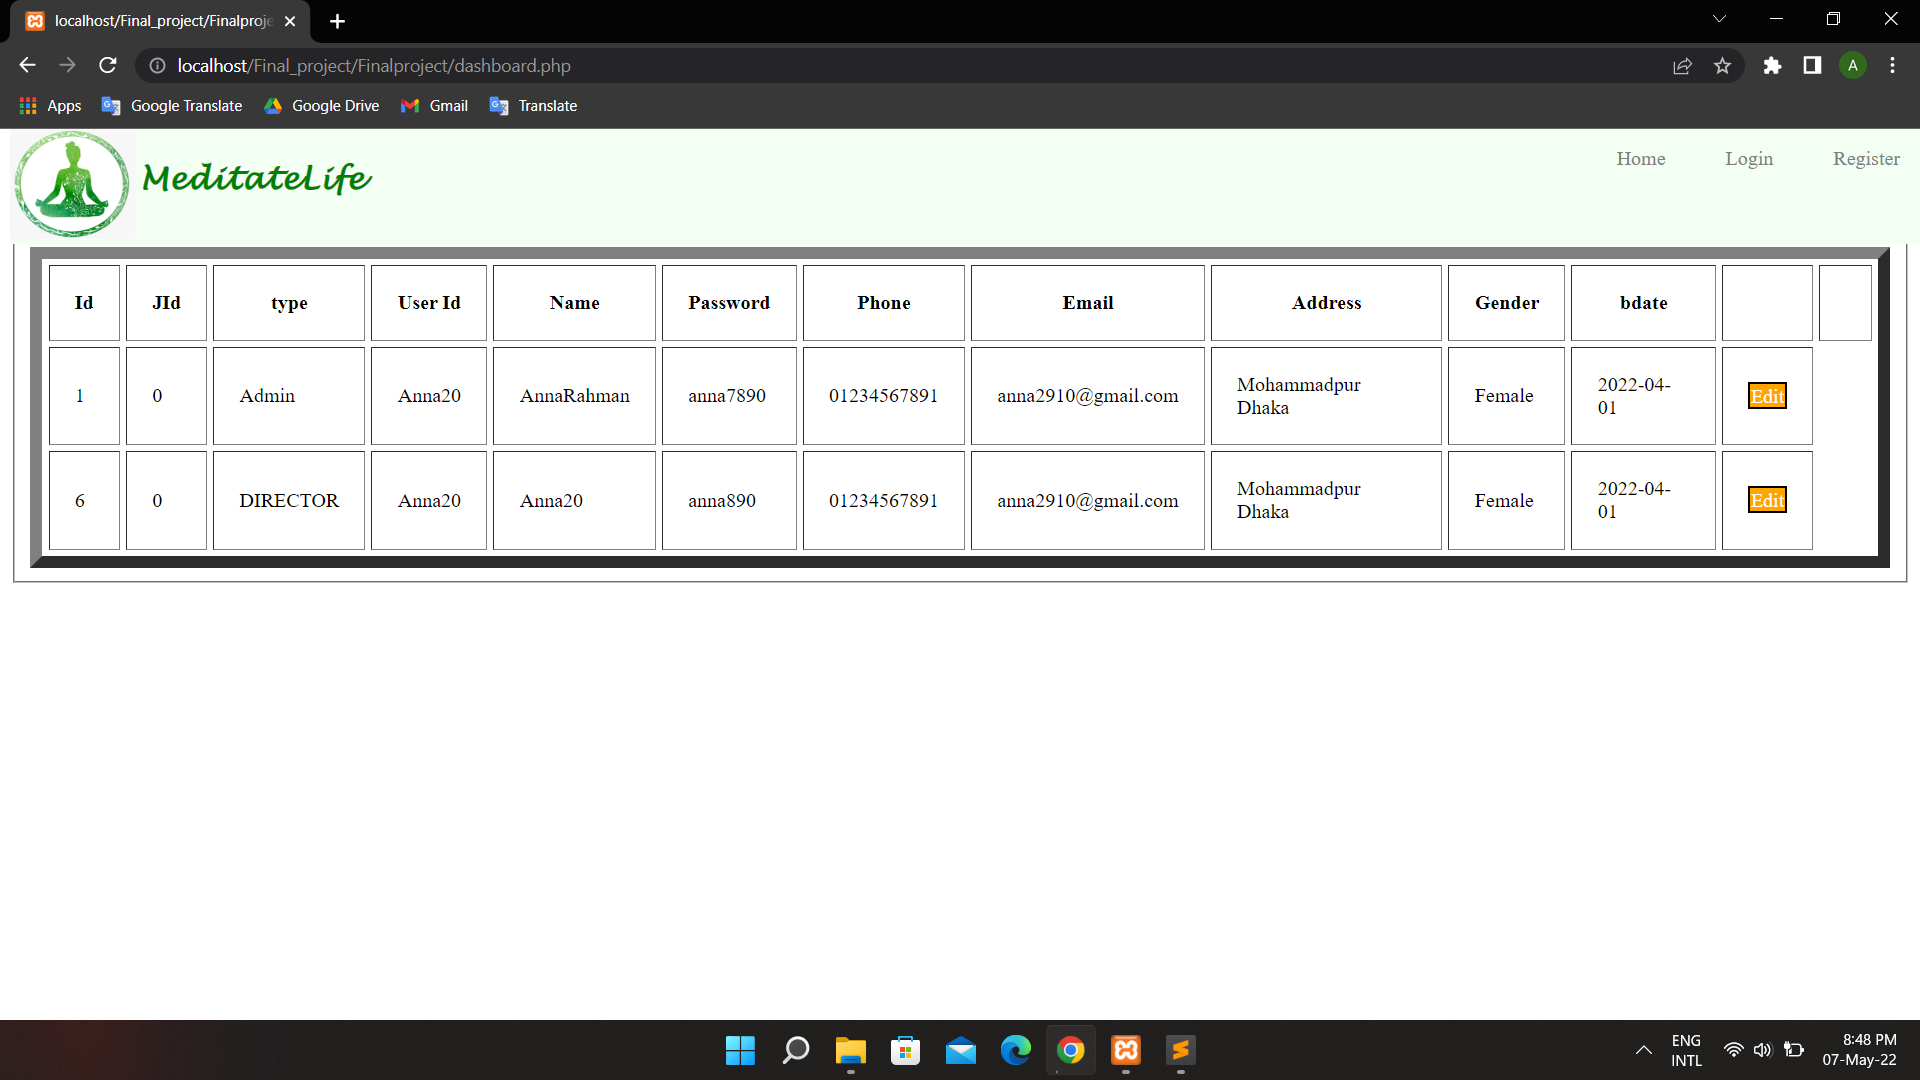 localhost/Final_project/Finalproje
localhost/Final_project/Finalproject/dashboard.php
A
Apps Google Translate Google Drive Gmail Translate
MeditateLife
Home Login Register
Id JId type User Id Name Password Phone Email Address Gender bdate
1 0 Admin Anna20 AnnaRahman anna7890 01234567891 anna2910@gmail.com Mohammadpur Dhaka Female 2022-04-01 Edit
6 0 DIRECTOR Anna20 Anna20 anna890 01234567891 anna2910@gmail.com Mohammadpur Dhaka Female 2022-04-01 Edit
ENG
INTL
8:48 PM
07-May-22